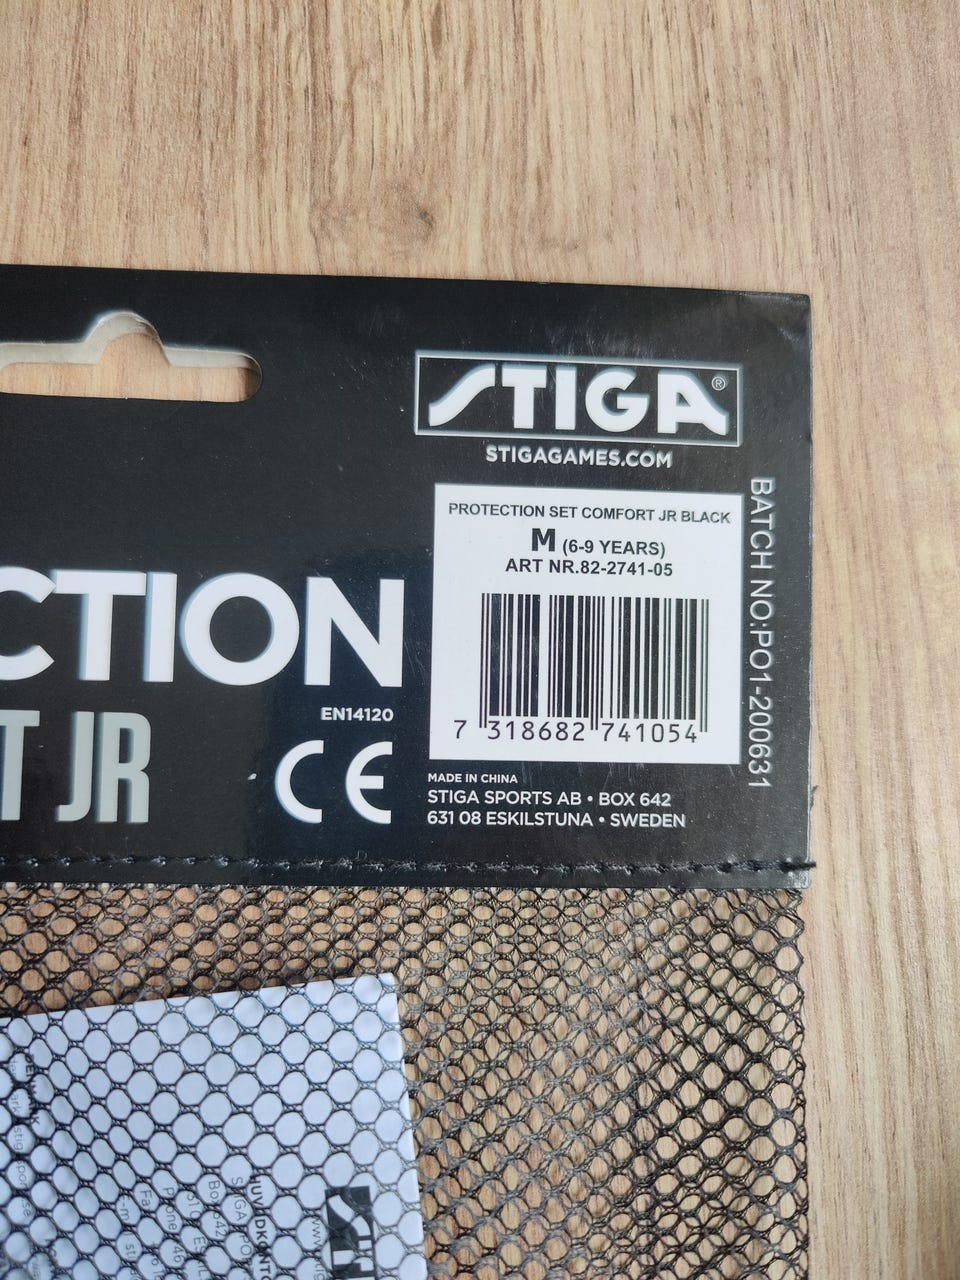 STIGA®
STIGAGAMES.COM
PROTECTION SET COMFORT JR BLACK
M (6-9 YEARS)
ART NR.82-2741-05
7 318682 741054
BATCH NO:PO1-200631
CTION
T JR
EN14120
CE
MADE IN CHINA
STIGA SPORTS AB • BOX 642
631 08 ESKILSTUNA • SWEDEN
HUVUDKONTO
Phone